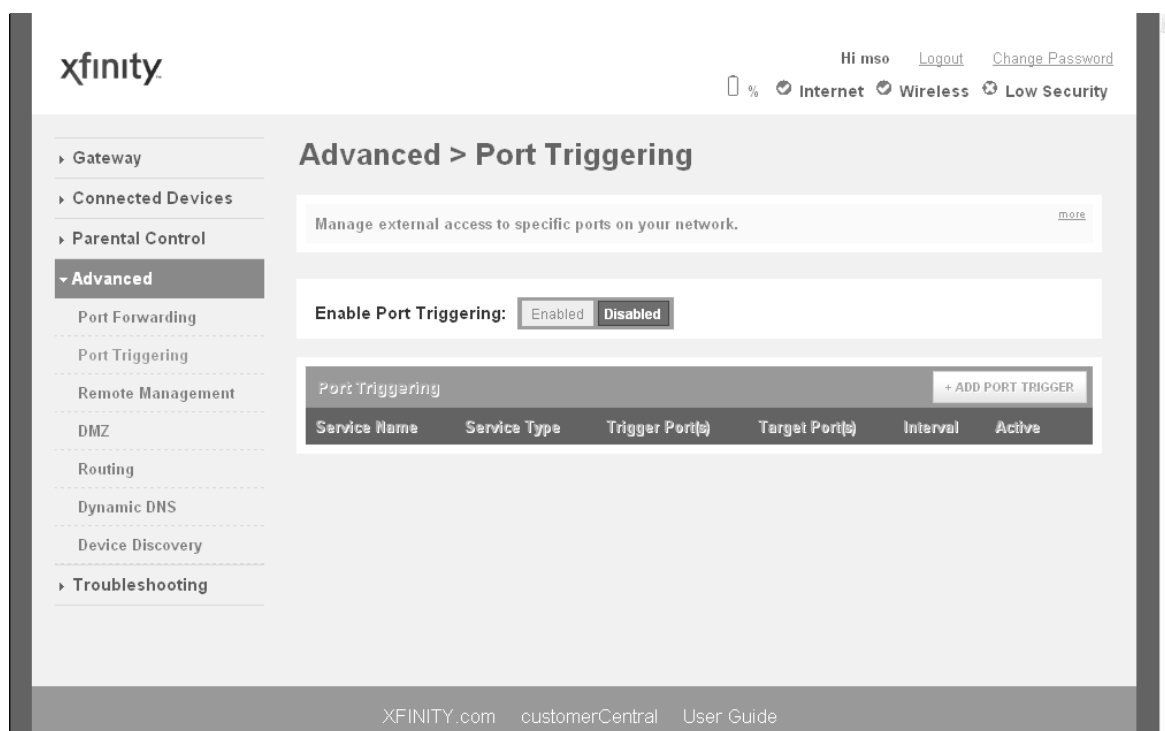 xfinity™
Hi mso Logout Change Password
% Internet Wireless Low Security
Gateway
Connected Devices
Parental Control
Advanced
Port Forwarding
Port Triggering
Remote Management
DMZ
Routing
Dynamic DNS
Device Discovery
Troubleshooting
Advanced > Port Triggering
Manage external access to specific ports on your network.
more
Enable Port Triggering: Enabled Disabled
Port Triggering
+ ADD PORT TRIGGER
Service Name Service Type Trigger Port(s) Target Port(s) Interval Active
XFINITY.com customerCentral User Guide